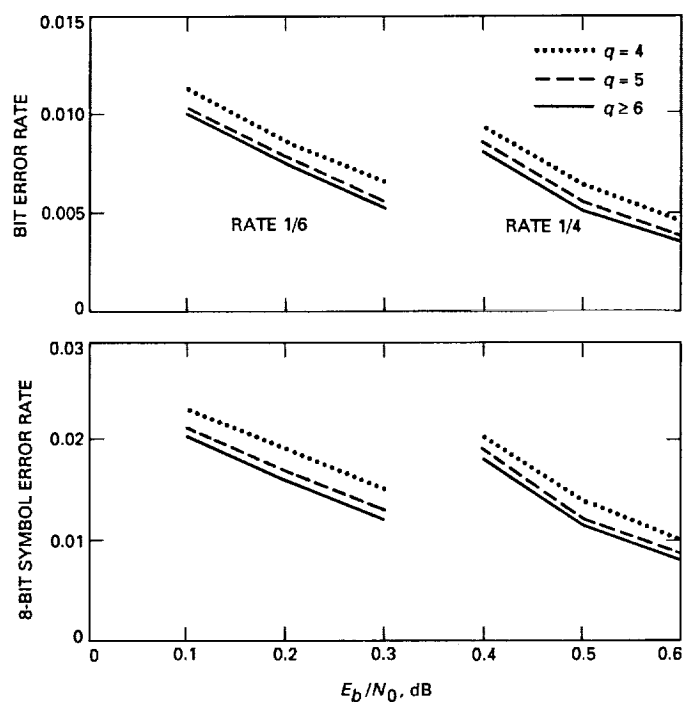 0.015
0.010
0.005
0
BIT ERROR RATE
q = 4
q = 5
q ≥ 6
RATE 1/6
RATE 1/4
0.03
0.02
0.01
0
8-BIT SYMBOL ERROR RATE
0 0.1 0.2 0.3 0.4 0.5 0.6
E_b/N_0, dB